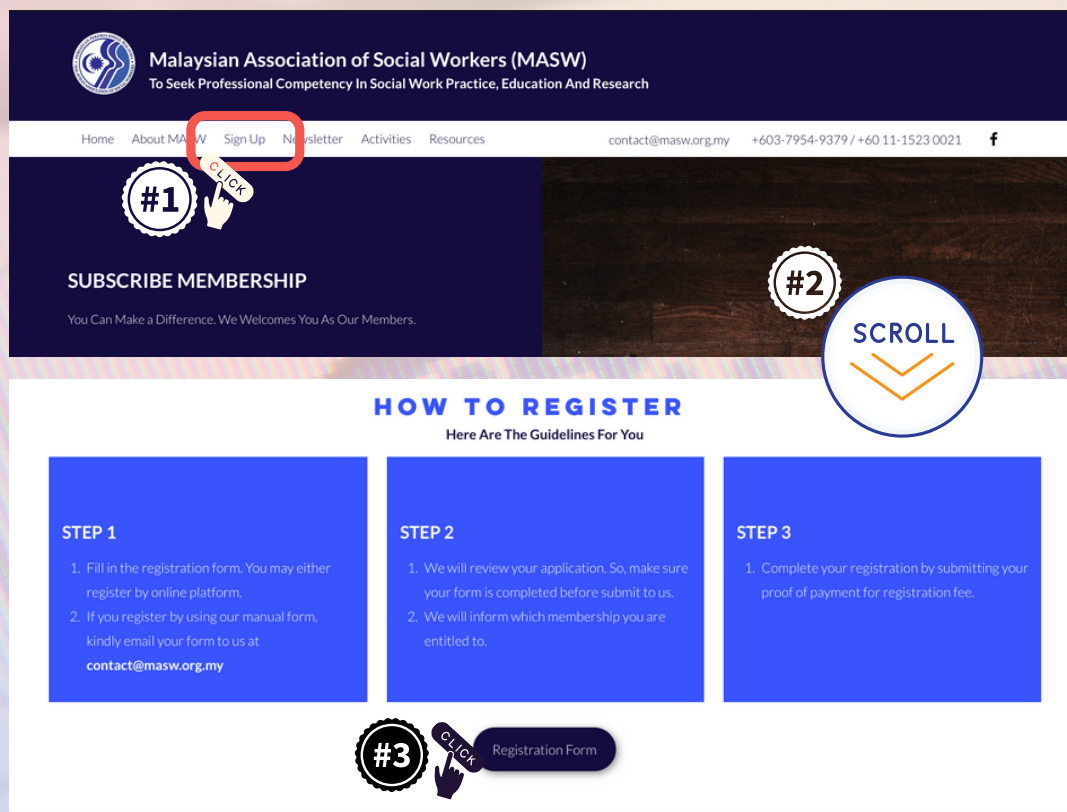 Malaysian Association of Social Workers (MASW)
To Seek Professional Competency In Social Work Practice, Education And Research
Home About MASW Sign Up Newsletter Activities Resources contact@masw.org.my +603-7954-9379 / +60 11-1523 0021 f
CLICK
#1
SUBSCRIBE MEMBERSHIP
You Can Make a Difference. We Welcomes You As Our Members.
#2
SCROLL
HOW TO REGISTER
Here Are The Guidelines For You
STEP 1
1. Fill in the registration form. You may either
register by online platform.
2. If you register by using our manual form,
kindly email your form to us at
contact@masw.org.my
STEP 2
1. We will review your application. So, make sure
your form is completed before submit to us.
2. We will inform which membership you are
entitled to.
STEP 3
1. Complete your registration by submitting your
proof of payment for registration fee.
#3
CLICK
Registration Form